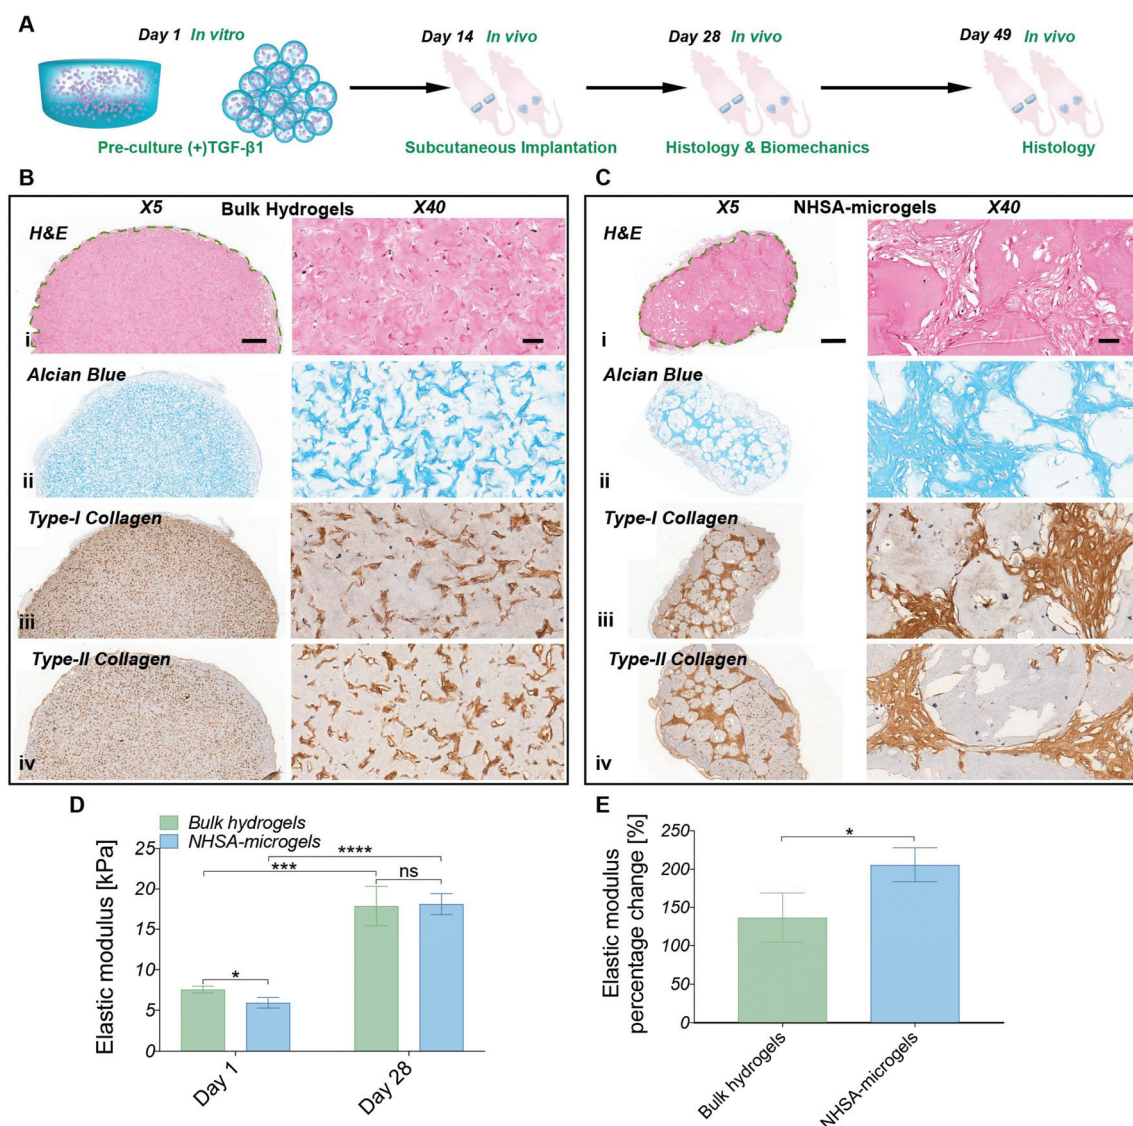 A
Day 1 In vitro
Day 14 In vivo
Day 28 In vivo
Day 49 In vivo
Pre-culture (+)TGF-β1
Subcutaneous Implantation
Histology & Biomechanics
Histology
B
X5 Bulk Hydrogels X40
H&E
i
Alcian Blue
ii
Type-I Collagen
iii
Type-II Collagen
iv
C
X5 NHSA-microgels X40
H&E
i
Alcian Blue
ii
Type-I Collagen
iii
Type-II Collagen
iv
D
Bulk hydrogels
NHSA-microgels
Elastic modulus [kPa]
25
20
15
10
5
0
****
***
ns
*
Day 1
Day 28
E
Elastic modulus
percentage change [%]
250
200
150
100
50
0
*
Bulk hydrogels
NHSA-microgels